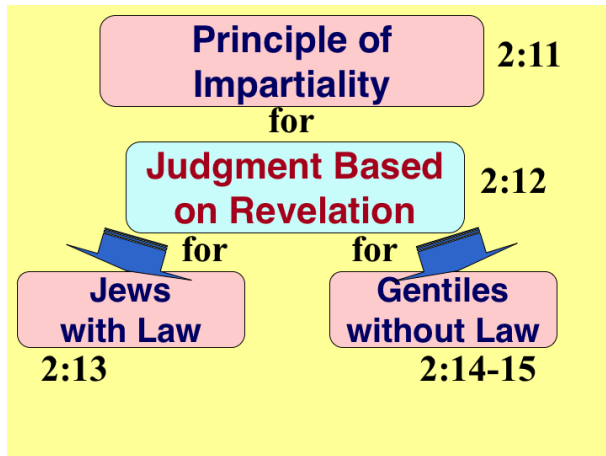 Principle of
Impartiality
2:11
for
Judgment Based
on Revelation
2:12
for
for
Jews
with Law
Gentiles
without Law
2:13
2:14-15